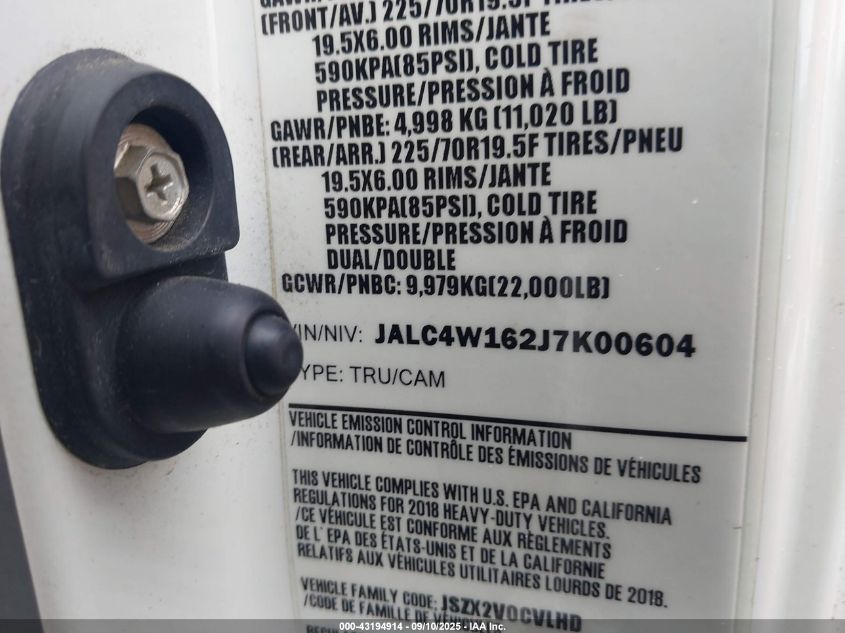 (FRONT/AV.) 225/70R19.5F TIRES/PNEU
19.5X6.00 RIMS/JANTE
590KPA(85PSI), COLD TIRE
PRESSURE/PRESSION À FROID
GAWR/PNBE: 4,998 KG (11,020 LB)
(REAR/ARR.) 225/70R19.5F TIRES/PNEU
19.5X6.00 RIMS/JANTE
590KPA(85PSI), COLD TIRE
PRESSURE/PRESSION À FROID
DUAL/DOUBLE
GCWR/PNBC: 9,979KG(22,000LB)
VIN/NIV: JALC4W162J7K00604
TYPE: TRU/CAM
VEHICLE EMISSION CONTROL INFORMATION
/INFORMATION DE CONTRÔLE DES ÉMISSIONS DE VÉHICULES
THIS VEHICLE COMPLIES WITH U.S. EPA AND CALIFORNIA
REGULATIONS FOR 2018 HEAVY-DUTY VEHICLES.
/CE VÉHICULE EST CONFORME AUX RÈGLEMENTS
DE L' EPA DES ÉTATS-UNIS ET DE LA CALIFORNIE
RELATIFS AUX VÉHICULES UTILITAIRES LOURDS DE 2018.
VEHICLE FAMILY CODE: JSZX2VOCVLHD
/CODE DE FAMILLE DE
000-43194914 - 09/10/2025 - IAA Inc.